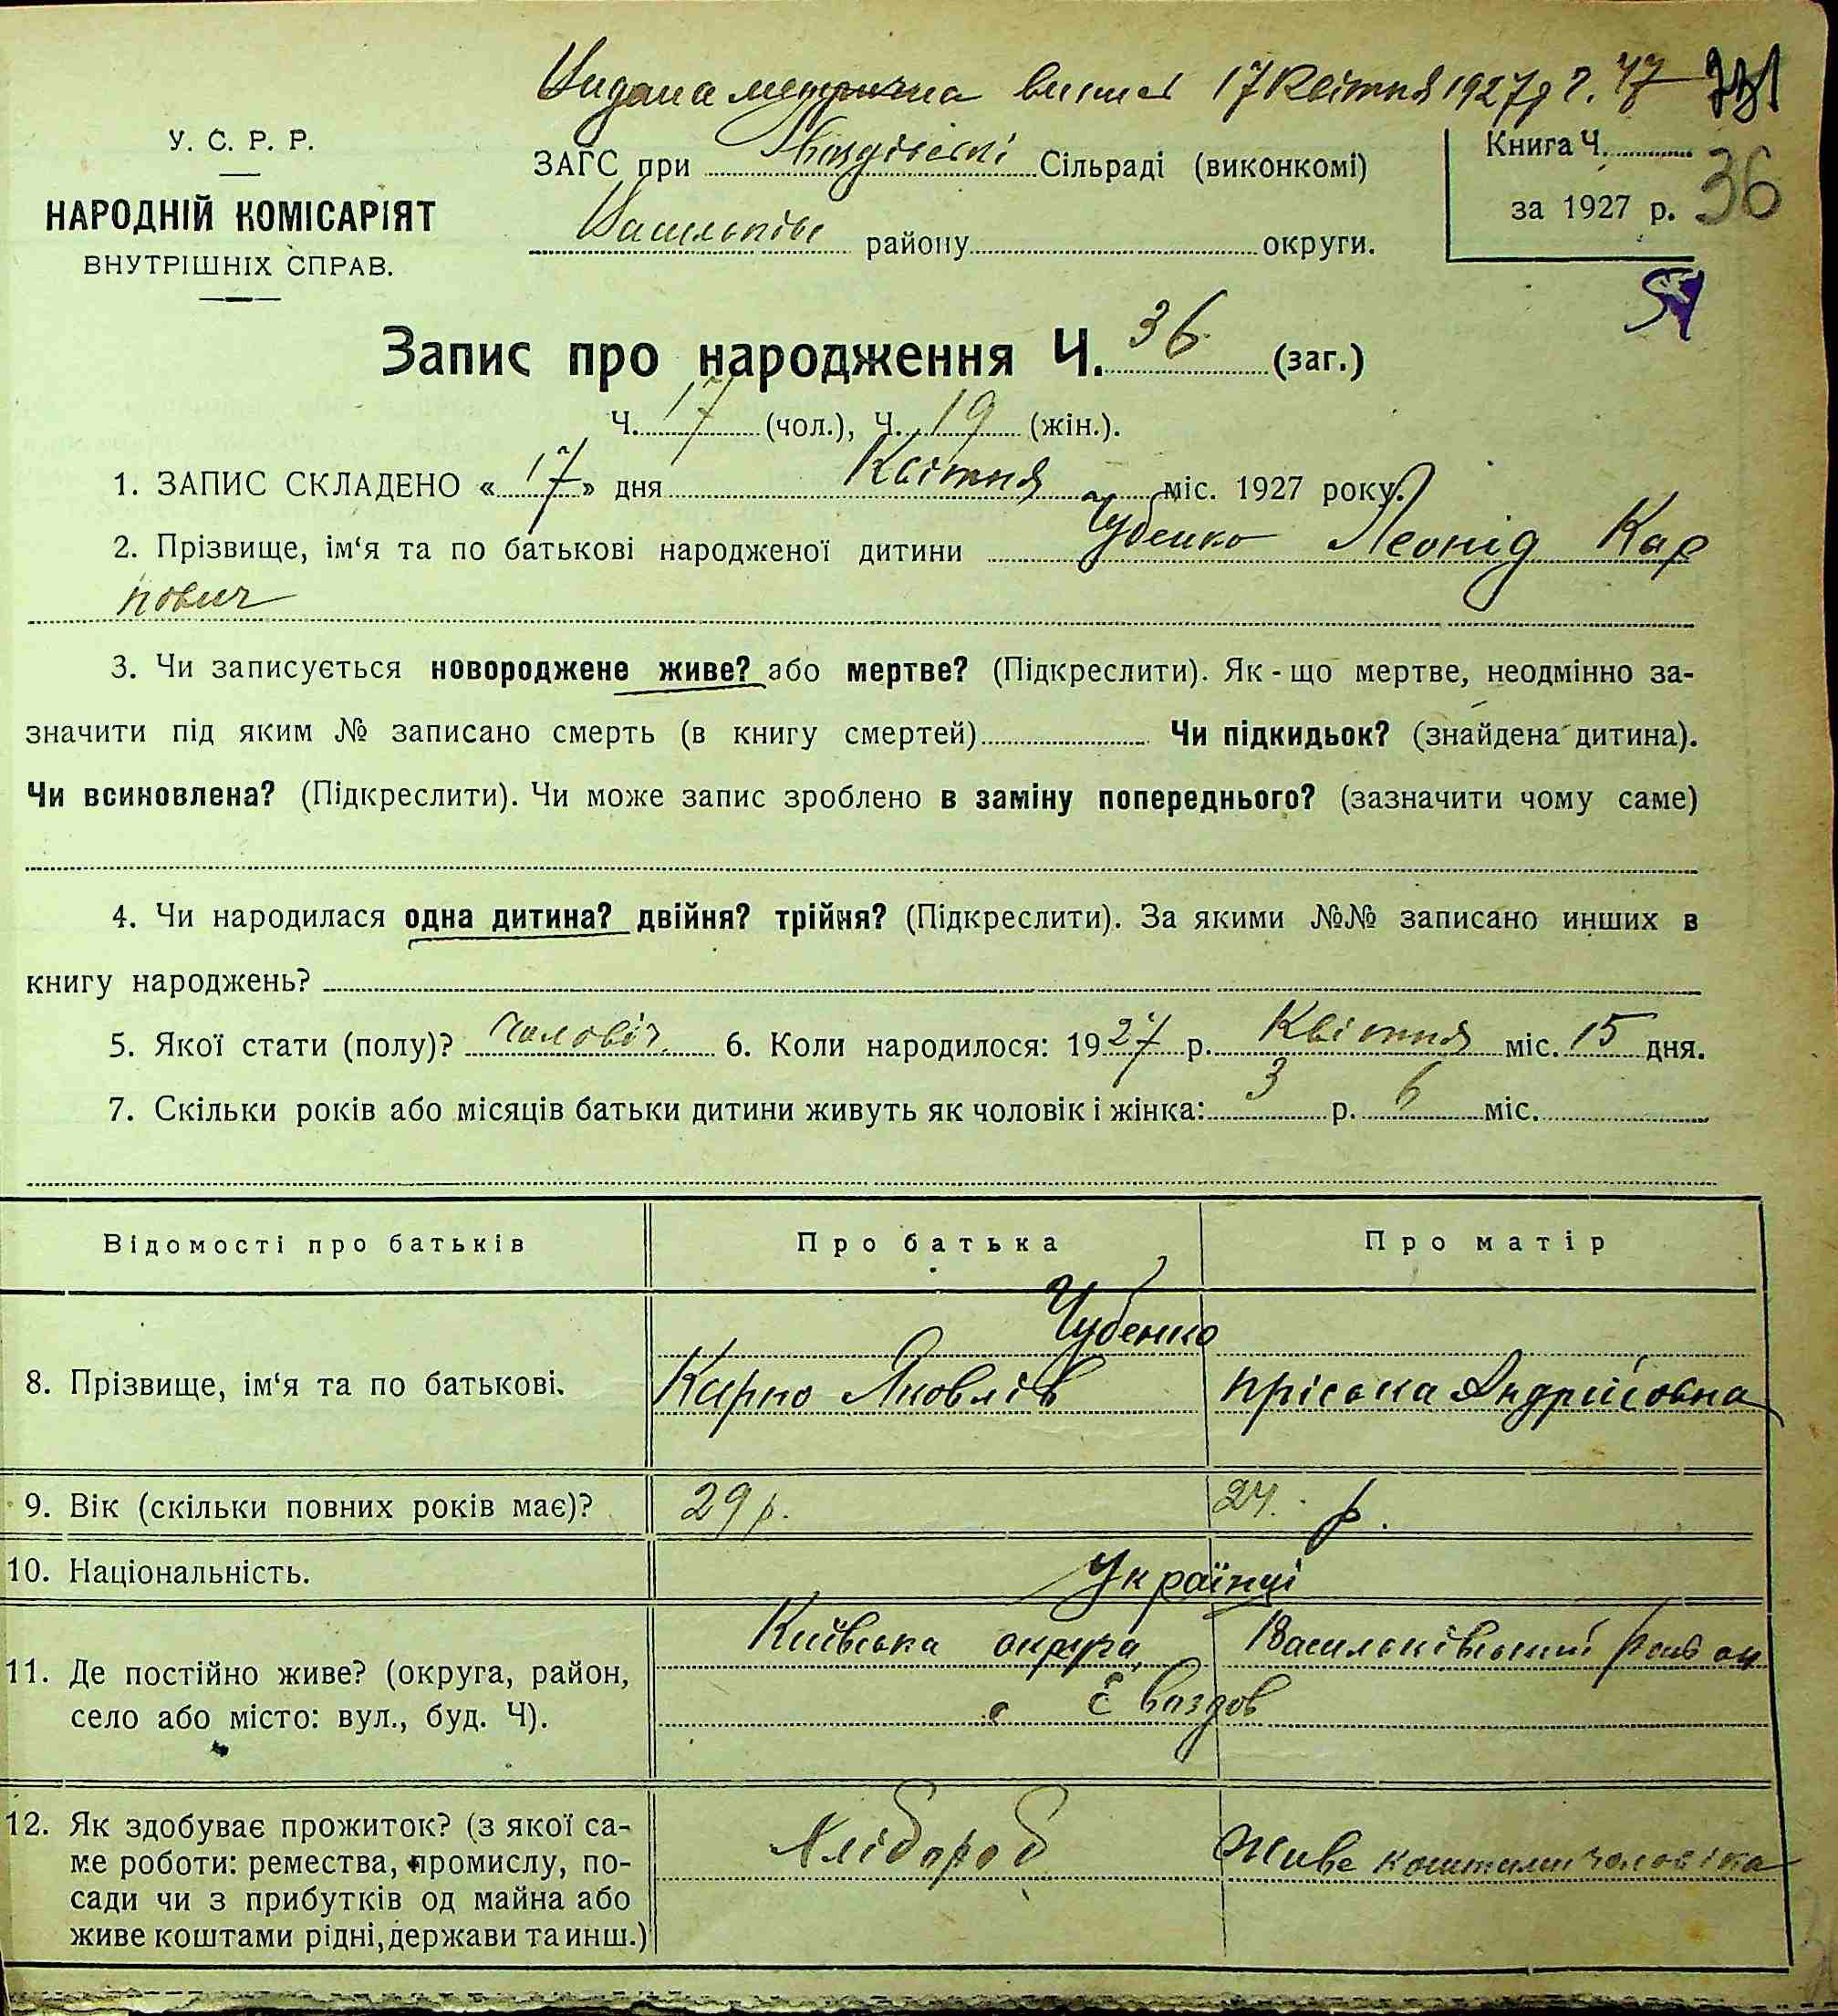 Видана метрична виписка 17 Квітня 1927 р Ч. 47
У. С. Р. Р.
НАРОДНІЙ КОМІСАРІЯТ
ВНУТРІШНІХ СПРАВ.
ЗАГС при Сільраді (виконкомі)
Васильків району округи.
Книга Ч.
за 1927 р. 36
Запис про народження Ч. 36 (заг.)
Ч. 17 (чол.), Ч. 19 (жін.).
1. ЗАПИС СКЛАДЕНО «17» дня Квітня міс. 1927 року.
2. Прізвище, ім‘я та по батькові народженої дитини Чубенко Леонід Кар
пович
3. Чи записується новороджене живе? або мертве? (Підкреслити). Як - що мертве, неодмінно за-
значити під яким № записано смерть (в книгу смертей) Чи підкидьок? (знайдена дитина).
Чи всиновлена? (Підкреслити). Чи може запис зроблено в заміну попереднього? (зазначити чому саме)
4. Чи народилася одна дитина? двійня? трійня? (Підкреслити). За якими №№ записано инших в
книгу народжень?
5. Якої стати (полу)? чоловіч. 6. Коли народилося: 1927 р. Квітня міс. 15 дня.
7. Скільки років або місяців батьки дитини живуть як чоловік і жінка: 3 р. 6 міс.
Відомості про батьків Про батька Про матір
Чубенко
8. Прізвище, ім‘я та по батькові. Карпо Яковлів Пріська Андрійовна
9. Вік (скільки повних років має)? 29 р. 24. р.
10. Національність. Українці
Київська округа Васильківський район
11. Де постійно живе? (округа, район,
село або місто: вул., буд. Ч).
с
12. Як здобуває прожиток? (з якої са-
ме роботи: ремества, промислу, по-
сади чи з прибутків од майна або
живе коштами рідні, держави та инш.)
Хлібороб Живе коштами чоловіка